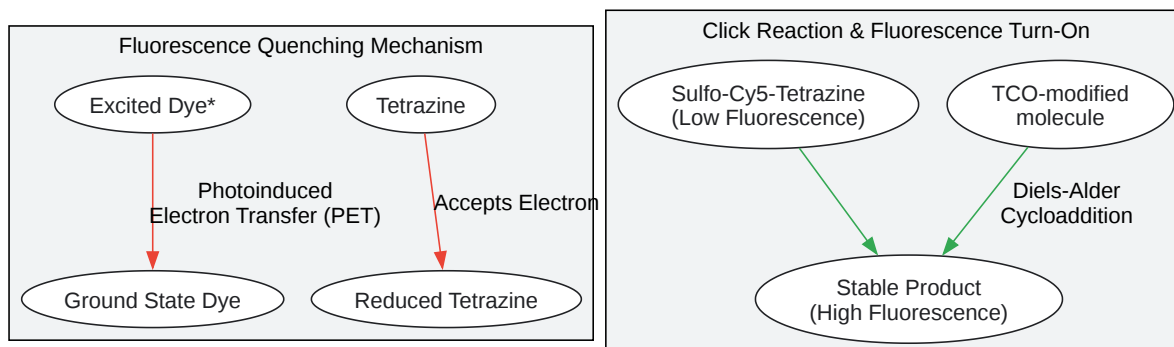 Fluorescence Quenching Mechanism
Excited Dye*
Tetrazine
Photoinduced
Electron Transfer (PET)
Accepts Electron
Ground State Dye
Reduced Tetrazine
Click Reaction & Fluorescence Turn-On
Sulfo-Cy5-Tetrazine
(Low Fluorescence)
TCO-modified
molecule
Diels-Alder
Cycloaddition
Stable Product
(High Fluorescence)